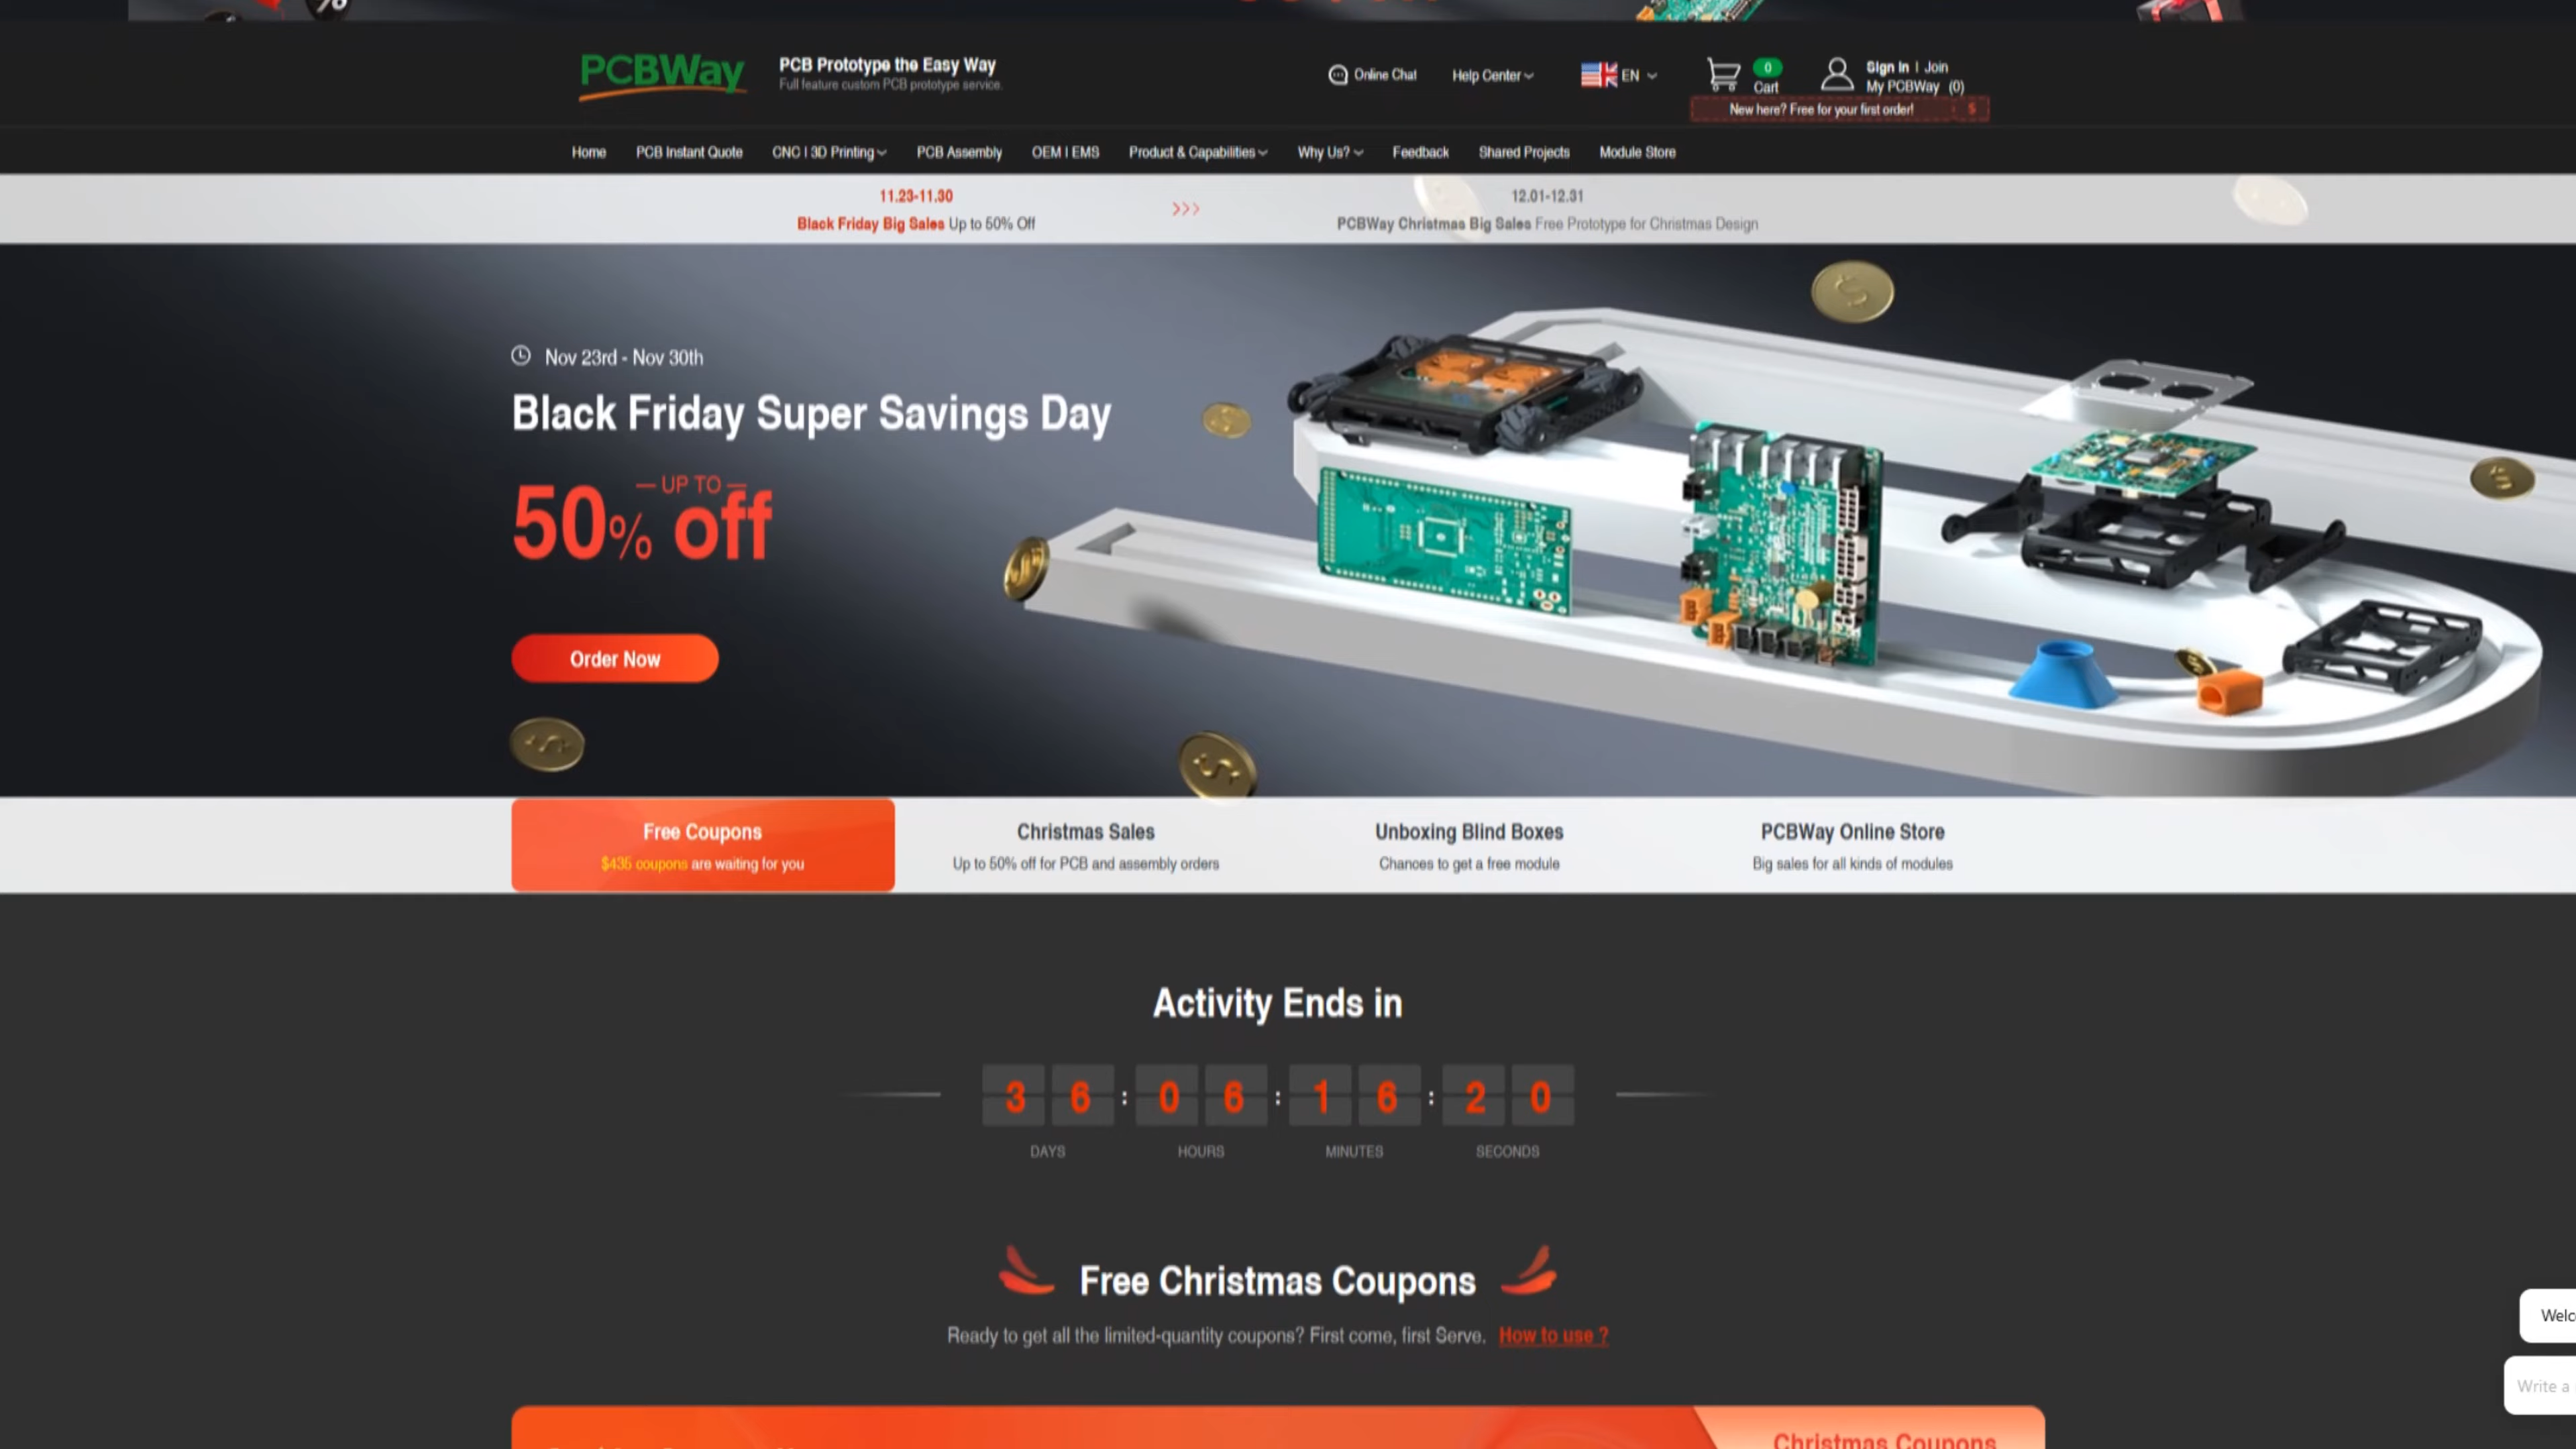 PCBWay
PCB Prototype the Easy Way
Full feature custom PCB prototype service.
Online Chat
Help Center
EN
0
Cart
Sign In | Join
My PCBWay (0)
New here? Free for your first order!
$
Home
PCB Instant Quote
CNC | 3D Printing
PCB Assembly
OEM | EMS
Product & Capabilities
Why Us?
Feedback
Shared Projects
Module Store
11.23-11.30
Black Friday Big Sales Up to 50% Off
>>>
12.01-12.31
PCBWay Christmas Big Sales Free Prototype for Christmas Design
Nov 23rd - Nov 30th
Black Friday Super Savings Day
UP TO
50% off
Order Now
Free Coupons
$435 coupons are waiting for you
Christmas Sales
Up to 50% off for PCB and assembly orders
Unboxing Blind Boxes
Chances to get a free module
PCBWay Online Store
Big sales for all kinds of modules
Activity Ends in
36 : 06 : 16 : 20
DAYS
HOURS
MINUTES
SECONDS
Free Christmas Coupons
Ready to get all the limited-quantity coupons? First come, first Serve. How to use ?
Write a
Christmas Coupons